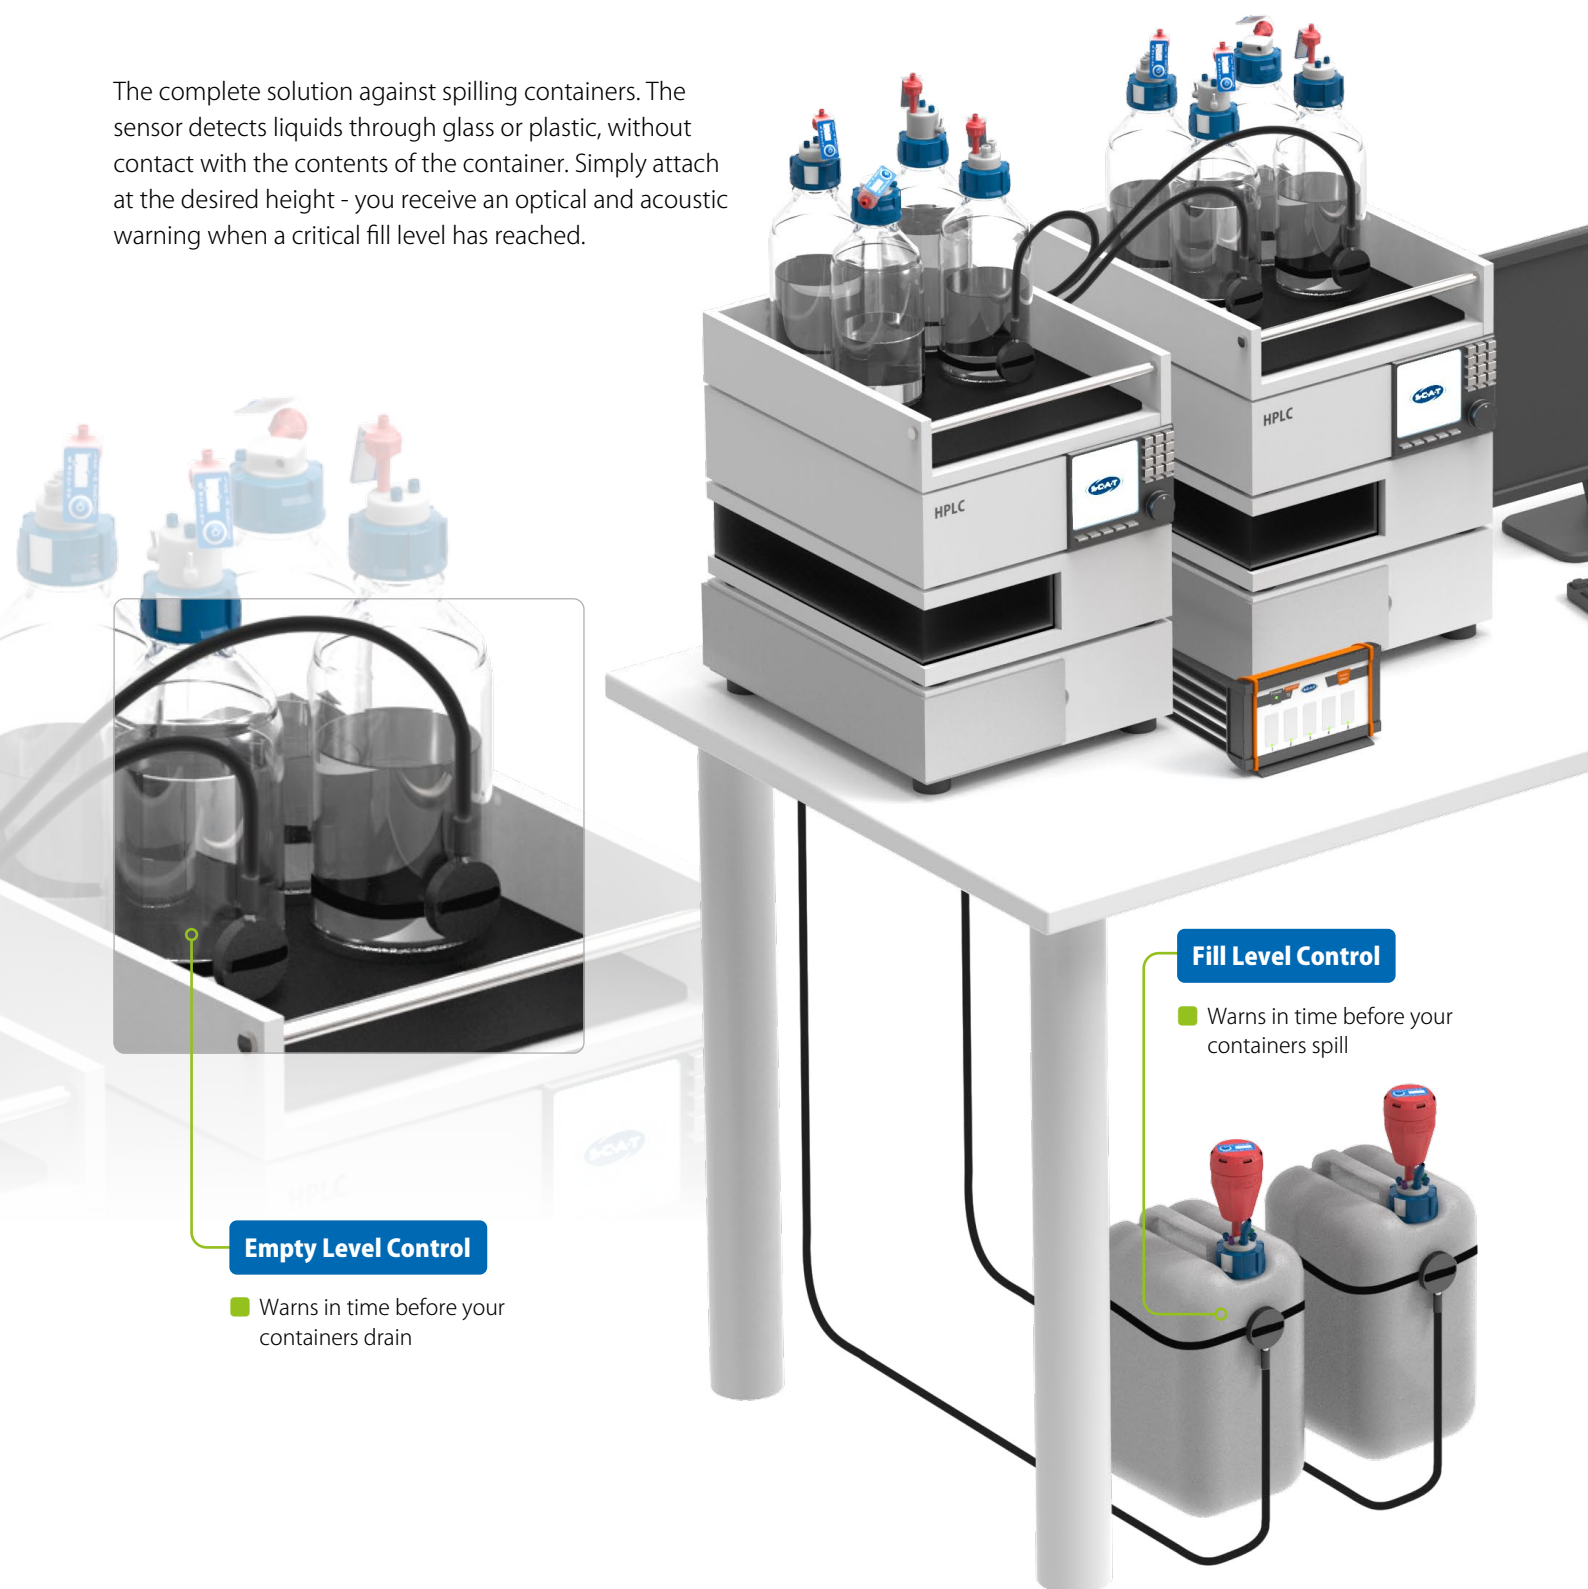 The complete solution against spilling containers. The
sensor detects liquids through glass or plastic, without
contact with the contents of the container. Simply attach
at the desired height - you receive an optical and acoustic
warning when a critical fill level has reached.
HPLC
S·C·A·T
HPLC
S·C·A·T
Fill Level Control
Warns in time before your
containers spill
S·C·A·T
HPLC
Empty Level Control
Warns in time before your
containers drain